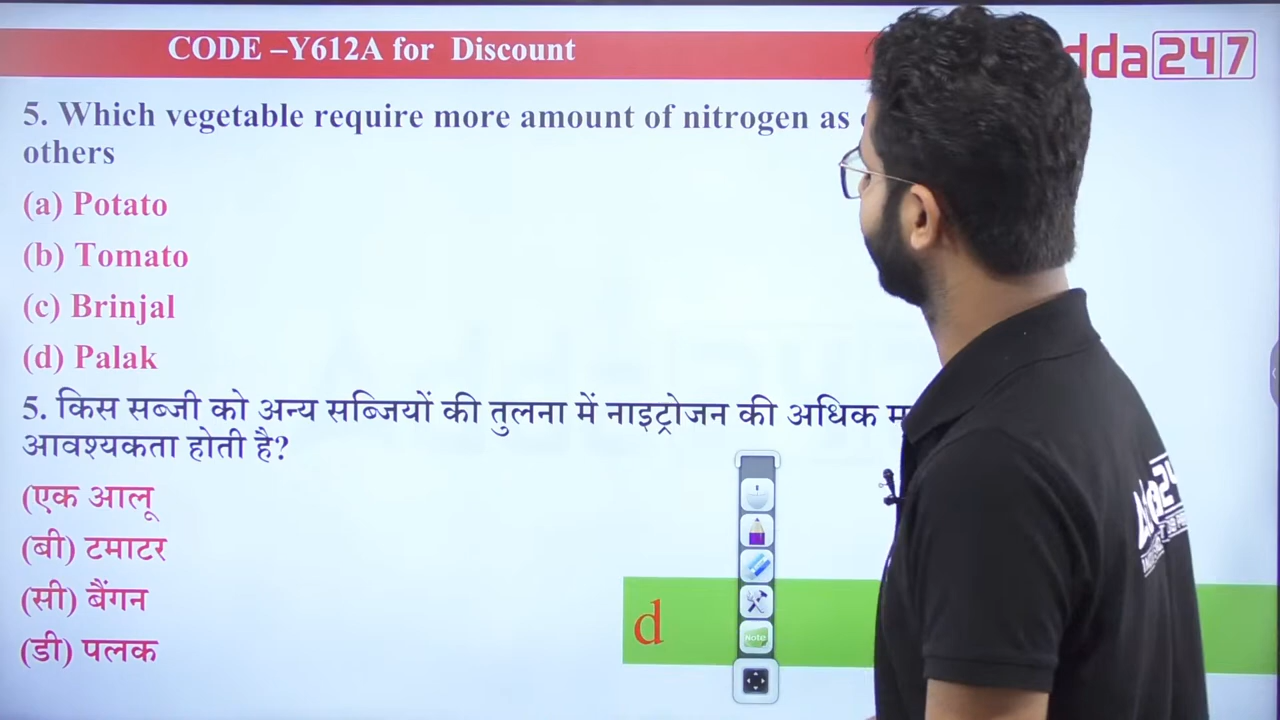 CODE –Y612A for Discount
dda247
5. Which vegetable require more amount of nitrogen as
others
(a) Potato
(b) Tomato
(c) Brinjal
(d) Palak
5. किस सब्जी को अन्य सब्जियों की तुलना में नाइट्रोजन की अधिक
आवश्यकता होती है?
(एक आलू
(बी) टमाटर
(सी) बैंगन
(डी) पलक
d
Note